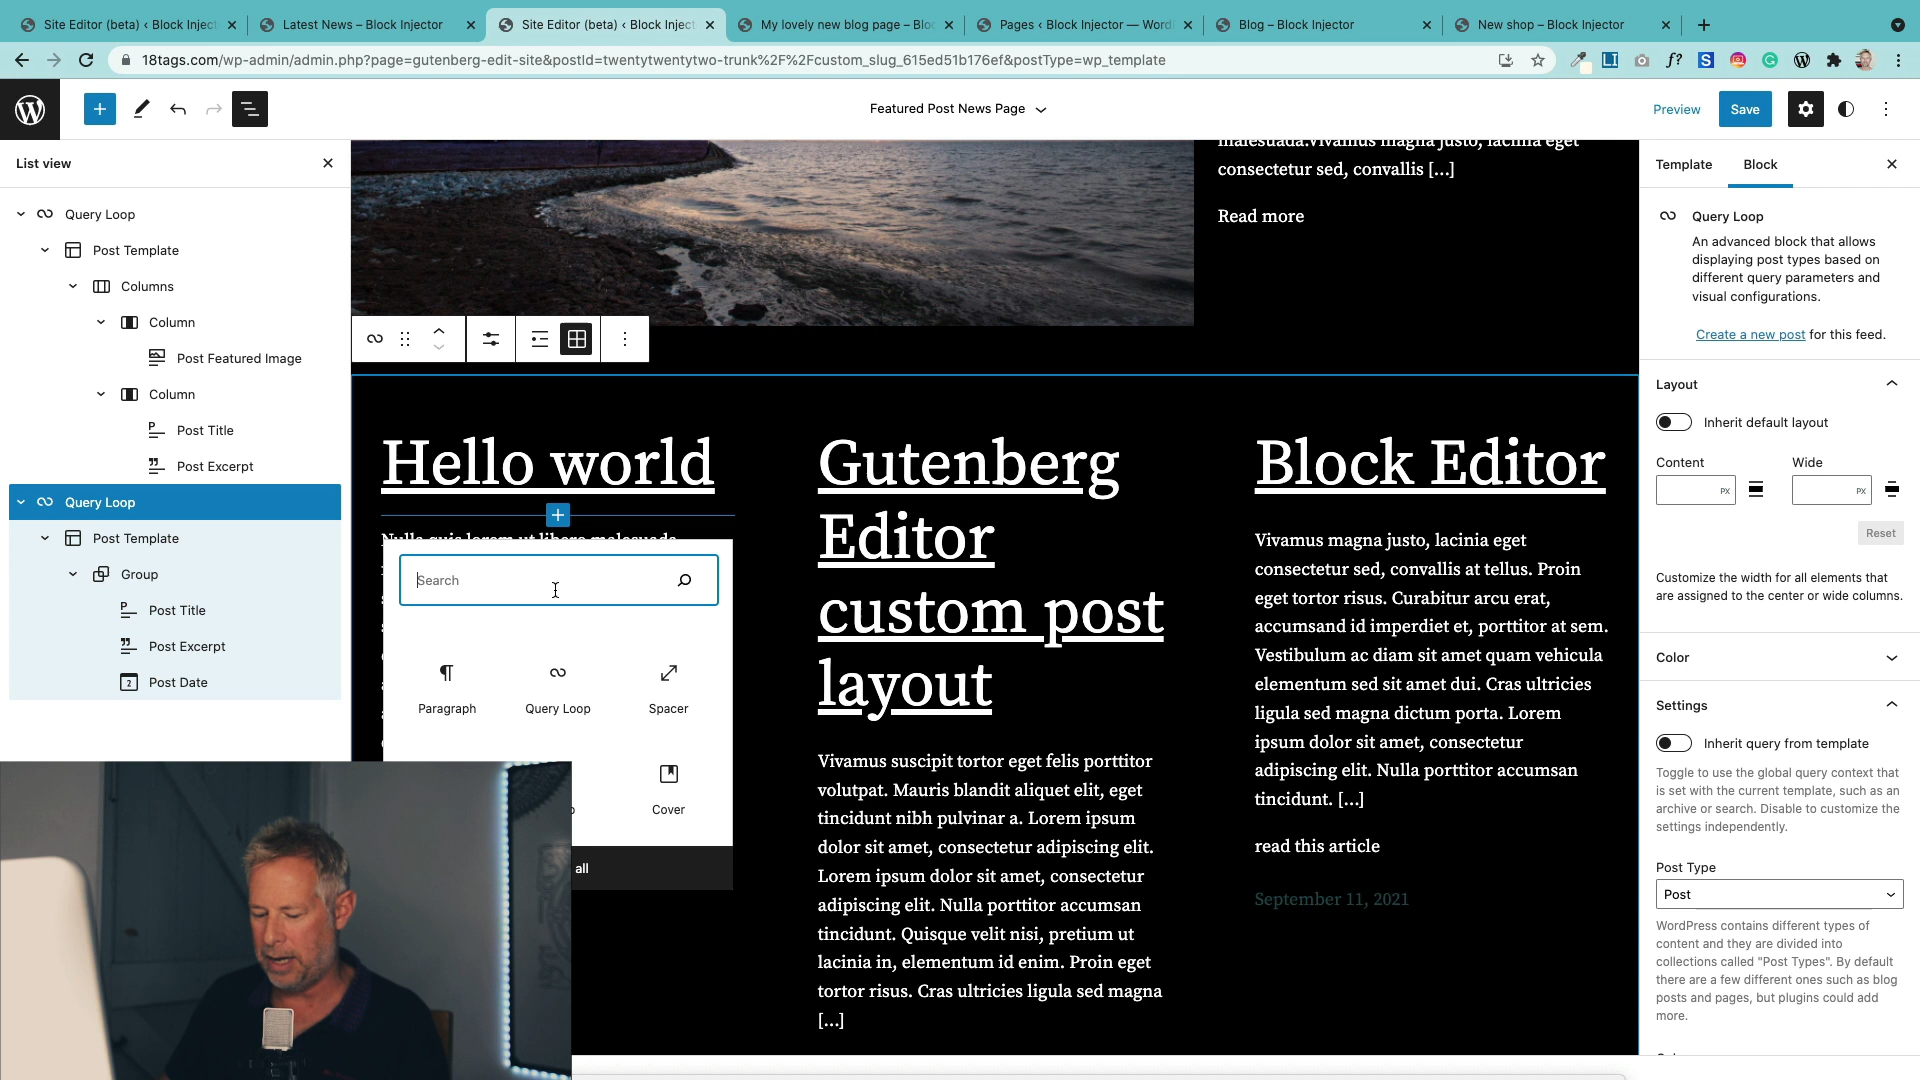 Site Editor (beta) ‹ Block Inject
Latest News – Block Injector
Site Editor (beta) ‹ Block Inject
My lovely new blog page – Bloc
Pages ‹ Block Injector — Word
Blog – Block Injector
New shop – Block Injector
18tags.com/wp-admin/admin.php?page=gutenberg-edit-site&postId=twentytwentytwo-trunk%2F%2Fcustom_slug_615ed51b176ef&postType=wp_template
Featured Post News Page
Preview
Save
List view
Query Loop
Post Template
Columns
Column
Post Featured Image
Column
Post Title
Post Excerpt
Query Loop
Post Template
Group
Post Title
Post Excerpt
Post Date
malesuada.Vivamus magna justo, lacinia eget
consectetur sed, convallis […]
Read more
Hello world
Nulla quis lorem ut libero malesuada
Search
Paragraph
Query Loop
Spacer
Cover
all
Gutenberg
Editor
custom post
layout
Vivamus suscipit tortor eget felis porttitor
volutpat. Mauris blandit aliquet elit, eget
tincidunt nibh pulvinar a. Lorem ipsum
dolor sit amet, consectetur adipiscing elit.
Lorem ipsum dolor sit amet, consectetur
adipiscing elit. Nulla porttitor accumsan
tincidunt. Quisque velit nisi, pretium ut
lacinia in, elementum id enim. Proin eget
tortor risus. Cras ultricies ligula sed magna
[…]
Block Editor
Vivamus magna justo, lacinia eget
consectetur sed, convallis at tellus. Proin
eget tortor risus. Curabitur arcu erat,
accumsand id imperdiet et, porttitor at sem.
Vestibulum ac diam sit amet quam vehicula
elementum sed sit amet dui. Cras ultricies
ligula sed magna dictum porta. Lorem
ipsum dolor sit amet, consectetur
adipiscing elit. Nulla porttitor accumsan
tincidunt. […]
read this article
September 11, 2021
Template
Block
Query Loop
An advanced block that allows
displaying post types based on
different query parameters and
visual configurations.
Create a new post for this feed.
Layout
Inherit default layout
Content
Wide
PX
PX
Reset
Customize the width for all elements that
are assigned to the center or wide columns.
Color
Settings
Inherit query from template
Toggle to use the global query context that
is set with the current template, such as an
archive or search. Disable to customize the
settings independently.
Post Type
Post
WordPress contains different types of
content and they are divided into
collections called "Post Types". By default
there are a few different ones such as blog
posts and pages, but plugins could add
more.